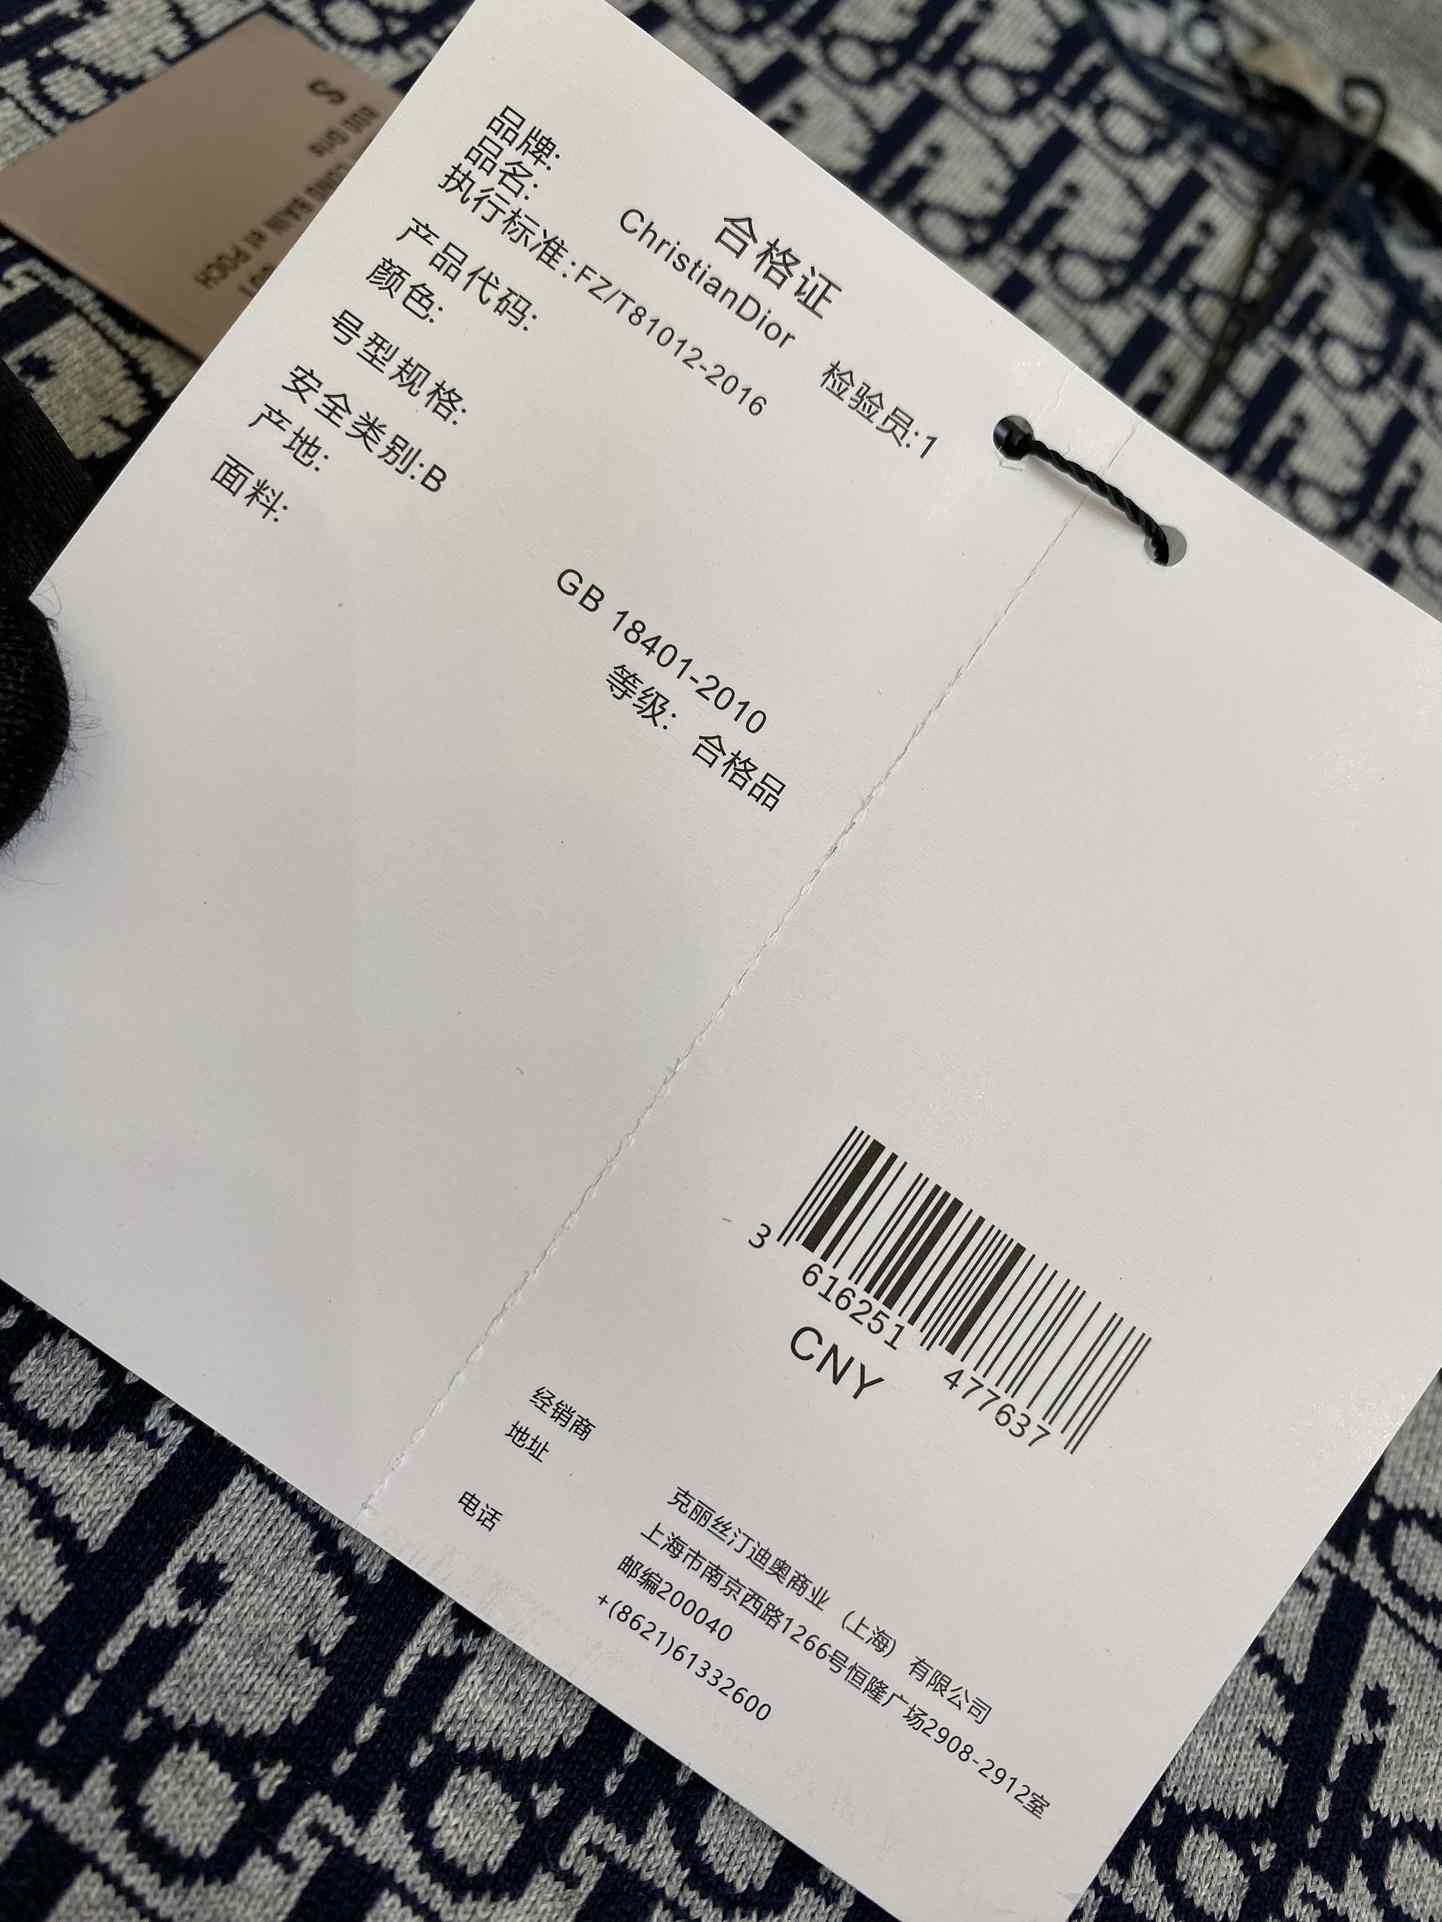 合格证
品牌: ChristianDior 检验员:1
品名:
执行标准:FZ/T81012-2016
产品代码:
颜色:
号型规格:
安全类别:B
产地:
面料:
GB 18401-2010
等级: 合格品
3 616251 477637
CNY
经销商 克丽丝汀迪奥商业 (上海) 有限公司
地址 上海市南京西路1266号恒隆广场2908-2912室
邮编200040
电话 +(8621)61332600
S